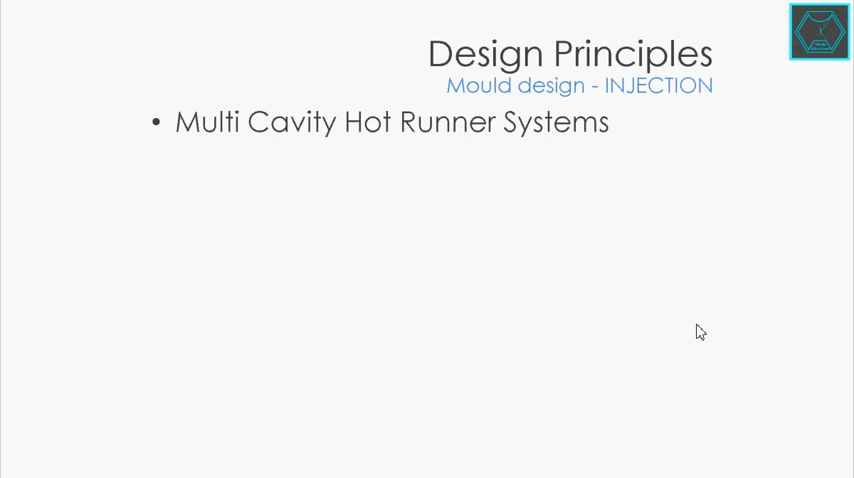 Design Principles
Mould design - INJECTION
• Multi Cavity Hot Runner Systems